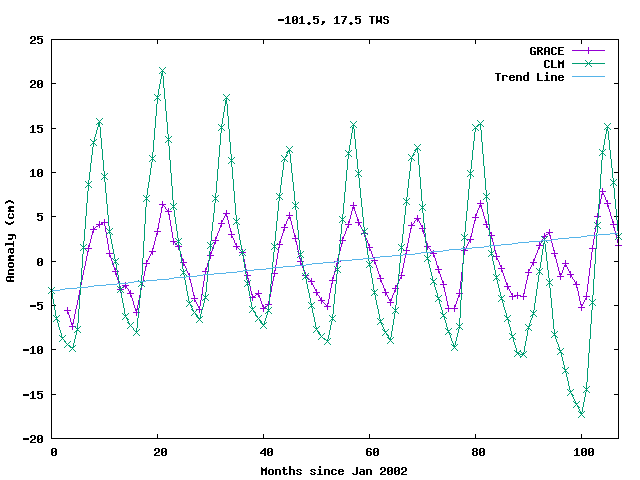 -101.5, 17.5 TWS
GRACE
CLM
Trend Line
25
20
15
10
5
0
-5
-10
-15
-20
Anomaly (cm)
0 20 40 60 80 100
Months since Jan 2002